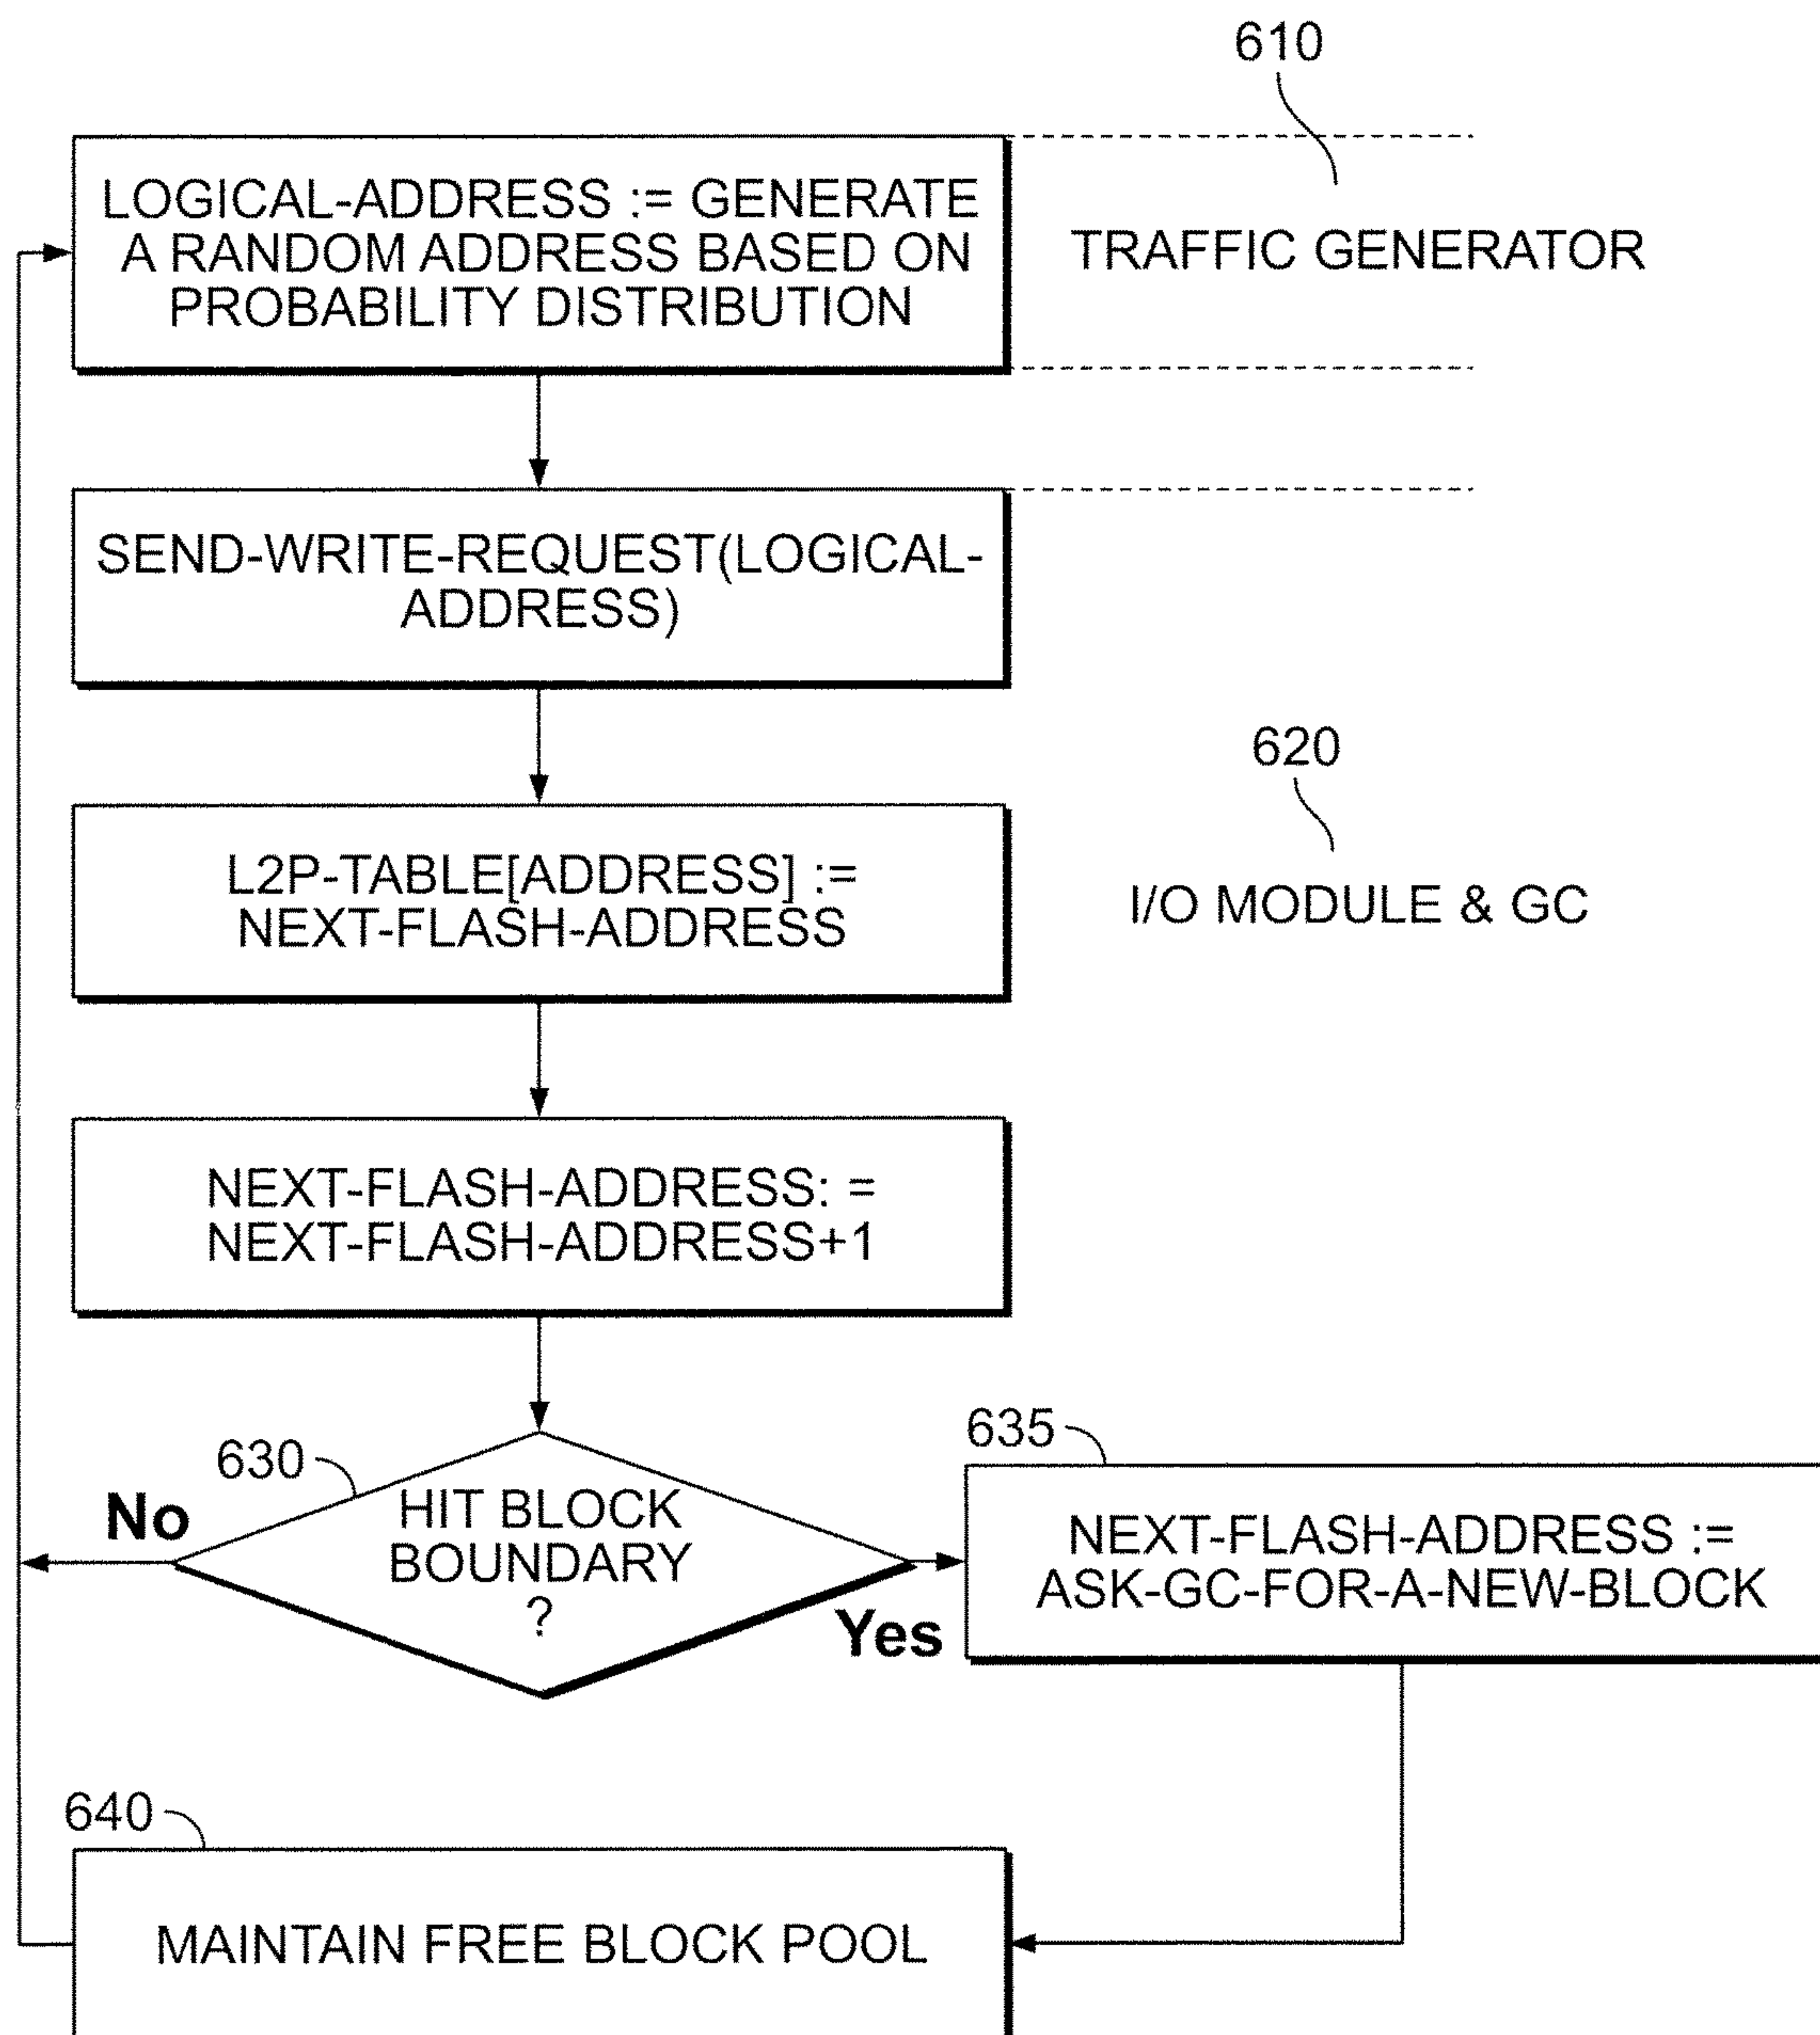 610
LOGICAL-ADDRESS := GENERATE
A RANDOM ADDRESS BASED ON
PROBABILITY DISTRIBUTION
TRAFFIC GENERATOR
SEND-WRITE-REQUEST(LOGICAL-
ADDRESS)
620
L2P-TABLE[ADDRESS] :=
NEXT-FLASH-ADDRESS
I/O MODULE & GC
NEXT-FLASH-ADDRESS: =
NEXT-FLASH-ADDRESS+1
630
No
HIT BLOCK
BOUNDARY
?
Yes
635
NEXT-FLASH-ADDRESS :=
ASK-GC-FOR-A-NEW-BLOCK
640
MAINTAIN FREE BLOCK POOL